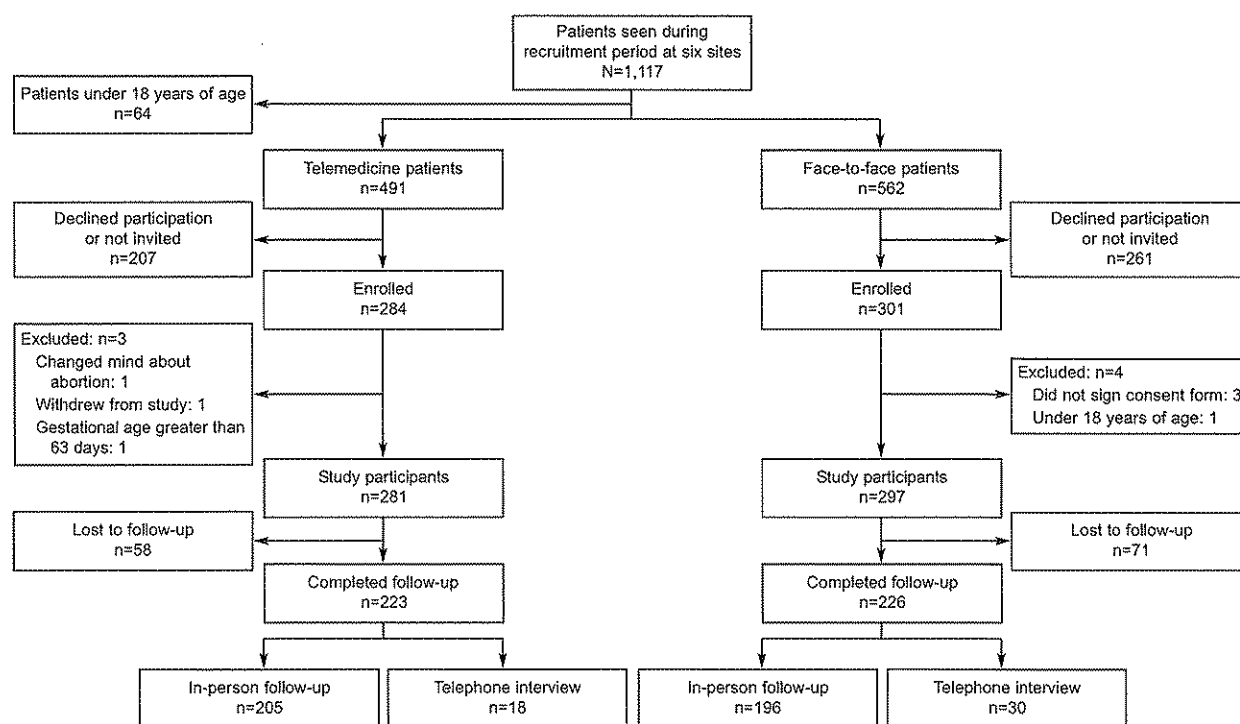 Patients seen during
recruitment period at six sites
N=1,117
Patients under 18 years of age
n=64
Telemedicine patients
n=491
Face-to-face patients
n=562
Declined participation
or not invited
n=207
Declined participation
or not invited
n=261
Enrolled
n=284
Enrolled
n=301
Excluded: n=3
Changed mind about
abortion: 1
Withdrew from study: 1
Gestational age greater than
63 days: 1
Excluded: n=4
Did not sign consent form: 3
Under 18 years of age: 1
Study participants
n=281
Study participants
n=297
Lost to follow-up
n=58
Lost to follow-up
n=71
Completed follow-up
n=223
Completed follow-up
n=226
In-person follow-up
n=205
Telephone interview
n=18
In-person follow-up
n=196
Telephone interview
n=30